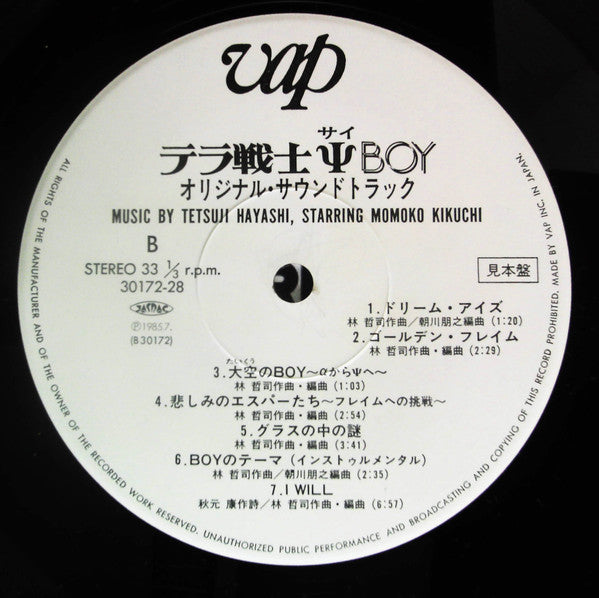 vap
サイ
テラ戦士ΨBOY
オリジナル・サウンドトラック
MUSIC BY TETSUJI HAYASHI, STARRING MOMOKO KIKUCHI
B
STEREO 33 1/3 r.p.m.
30172-28
見本盤
JASRAC
Ⓟ1985.7.
(B30172)
1.ドリーム・アイズ
林 哲司作曲/朝川朋之編曲 (1:20)
2.ゴールデン・フレイム
林 哲司作曲・編曲 (2:29)
たいくう
3.大空のBOY〜αからΨへ〜
林 哲司作曲・編曲 (1:03)
4.悲しみのエスパーたち〜フレイムへの挑戦〜
林 哲司作曲・編曲 (2:54)
5.グラスの中の謎
林 哲司作曲・編曲 (3:41)
6.BOYのテーマ (インストゥルメンタル)
林 哲司作曲/朝川朋之編曲 (2:35)
7.I WILL
秋元 康作詩/林 哲司作曲・編曲 (6:57)
ALL RIGHTS OF THE MANUFACTURER AND OF THE OWNER OF THE RECORDED WORK RESERVED. UNAUTHORIZED PUBLIC PERFORMANCE AND BROADCASTING AND COPYING OF THIS RECORD PROHIBITED. MADE BY VAP INC. IN JAPAN.